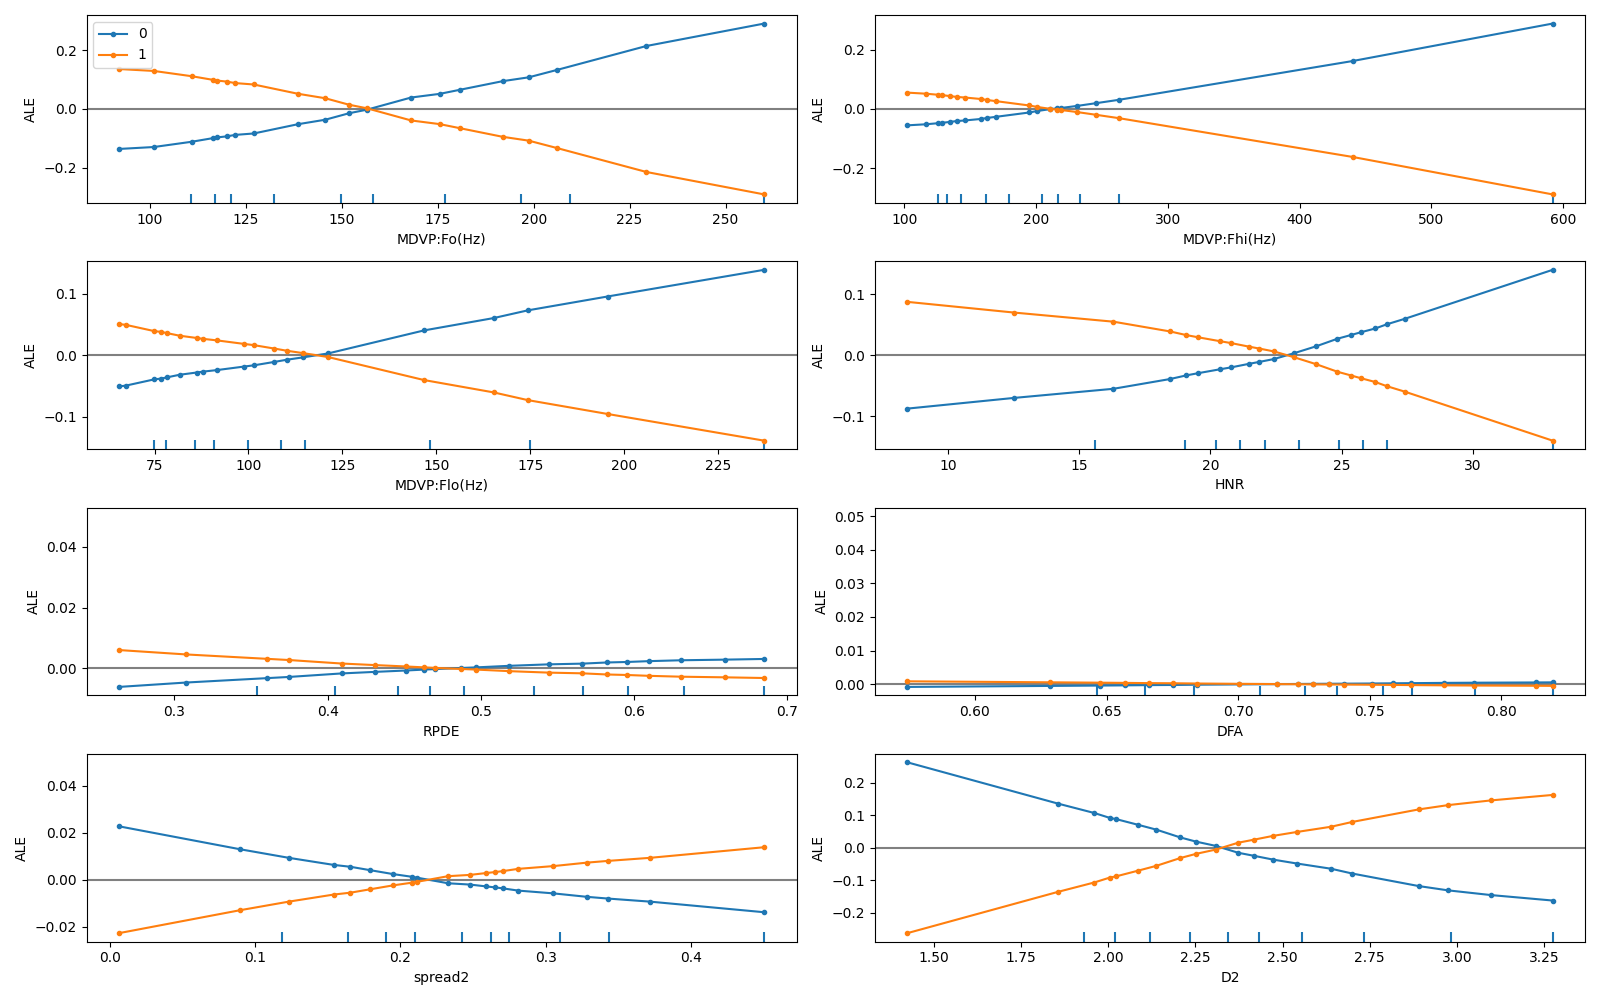 0
1
0.2
0.0
−0.2
ALE
100 125 150 175 200 225 250
MDVP:Fo(Hz)
0.2
0.0
−0.2
ALE
100 200 300 400 500 600
MDVP:Fhi(Hz)
0.1
0.0
−0.1
ALE
75 100 125 150 175 200 225
MDVP:Flo(Hz)
0.1
0.0
−0.1
ALE
10 15 20 25 30
HNR
0.04
0.02
0.00
ALE
0.3 0.4 0.5 0.6 0.7
RPDE
0.05
0.04
0.03
0.02
0.01
0.00
ALE
0.60 0.65 0.70 0.75 0.80
DFA
0.04
0.02
0.00
−0.02
ALE
0.0 0.1 0.2 0.3 0.4
spread2
0.2
0.1
0.0
−0.1
−0.2
ALE
1.50 1.75 2.00 2.25 2.50 2.75 3.00 3.25
D2